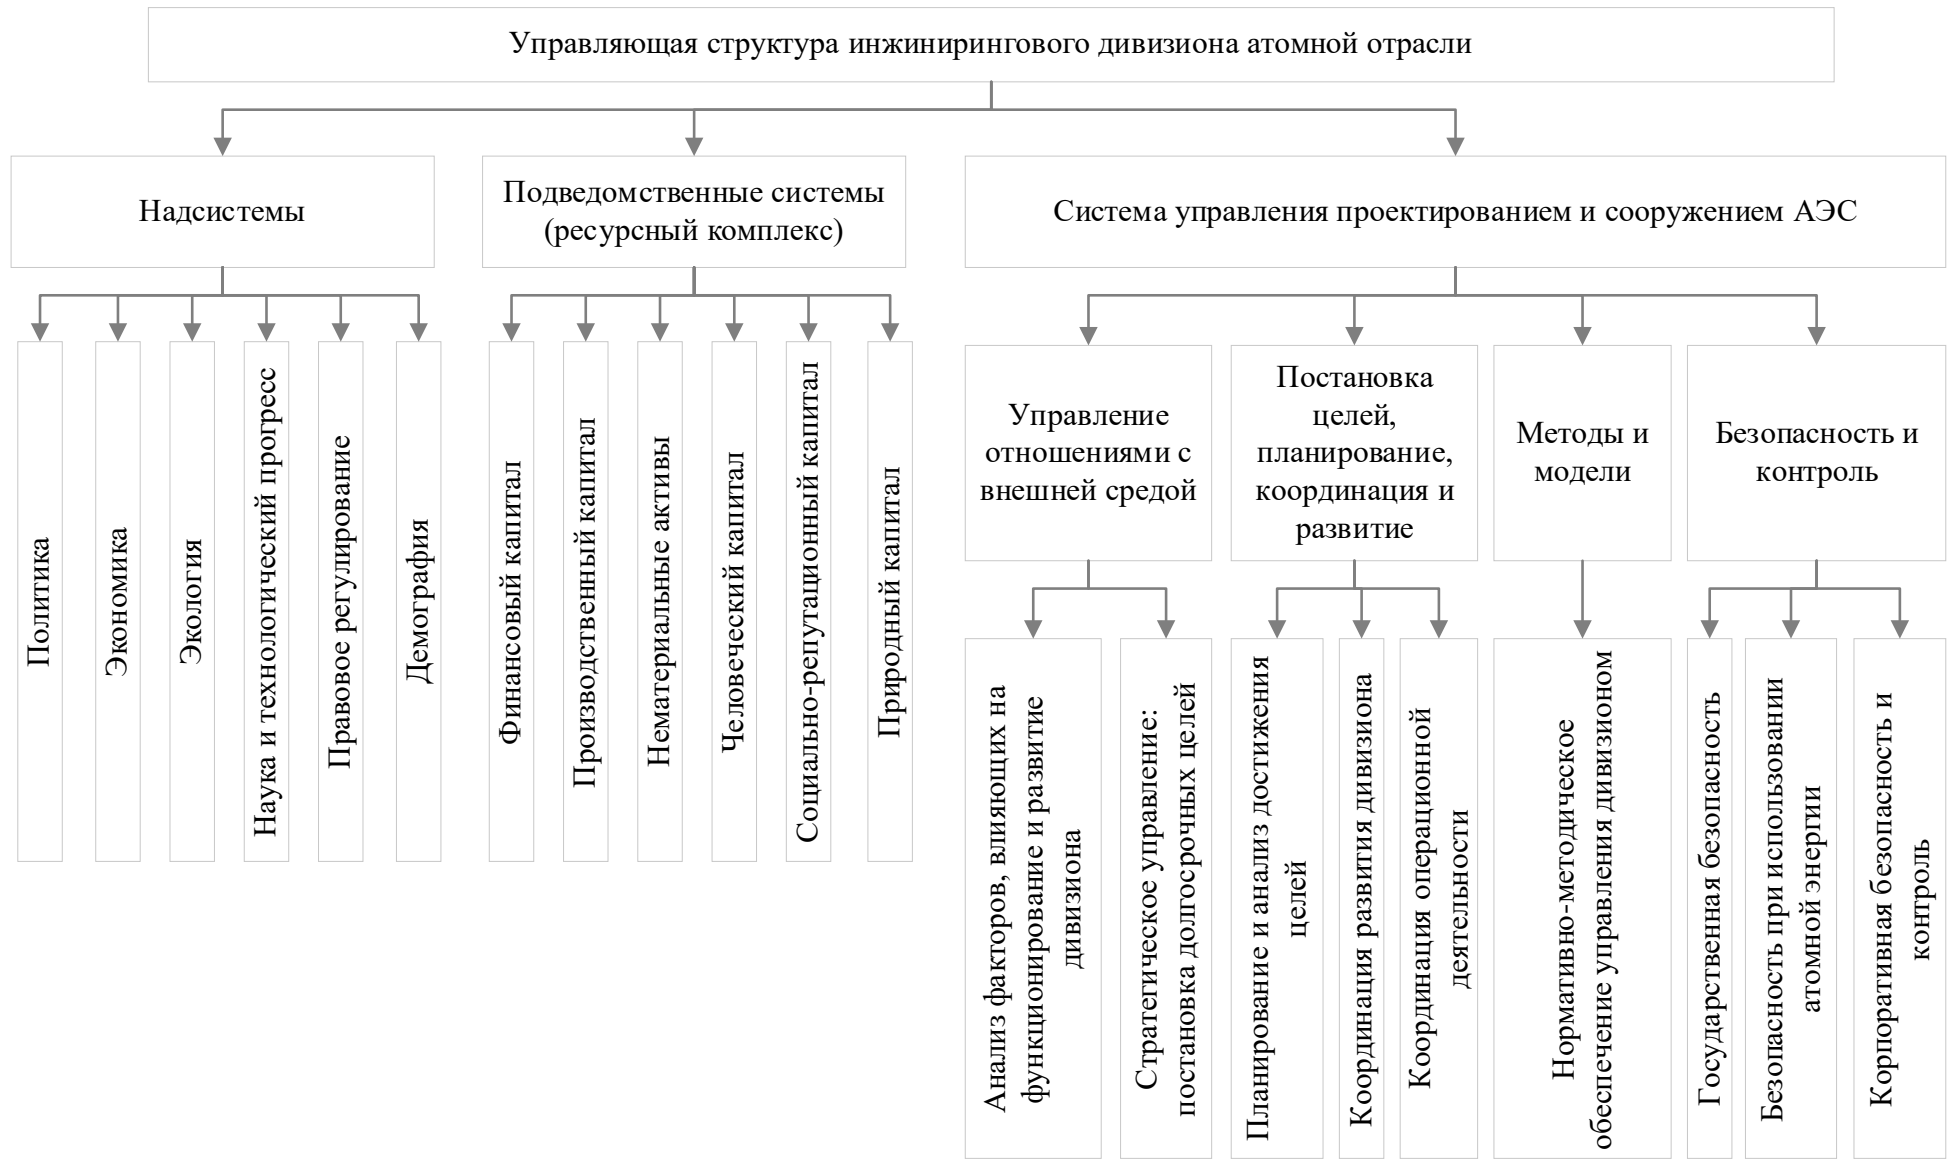 Управляющая структура инжинирингового дивизиона атомной отрасли
Надсистемы
Подведомственные системы
(ресурсный комплекс)
Система управления проектированием и сооружением АЭС
Политика
Экономика
Экология
Наука и технологический прогресс
Правовое регулирование
Демография
Финансовый капитал
Производственный капитал
Нематериальные активы
Человеческий капитал
Социально-репутационный капитал
Природный капитал
Управление
отношениями с
внешней средой
Постановка
целей,
планирование,
координация и
развитие
Методы и
модели
Безопасность и
контроль
Анализ факторов, влияющих на
функционирование и развитие
дивизиона
Стратегическое управление:
постановка долгосрочных целей
Планирование и анализ достижения
целей
Координация развития дивизиона
Координация операционной
деятельности
Нормативно-методическое
обеспечение управления дивизионом
Государственная безопасность
Безопасность при использовании
атомной энергии
Корпоративная безопасность и
контроль